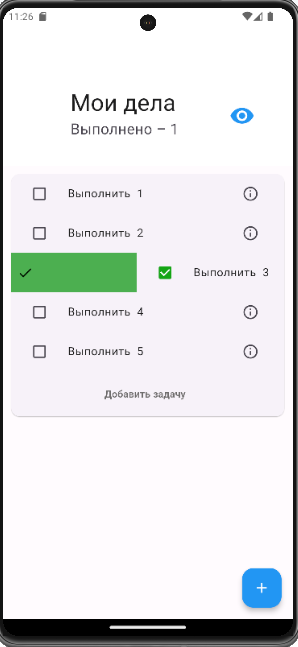 11:26
Мои дела
Выполнено – 1
Выполнить 1
Выполнить 2
Выполнить 3
Выполнить 4
Выполнить 5
Добавить задачу